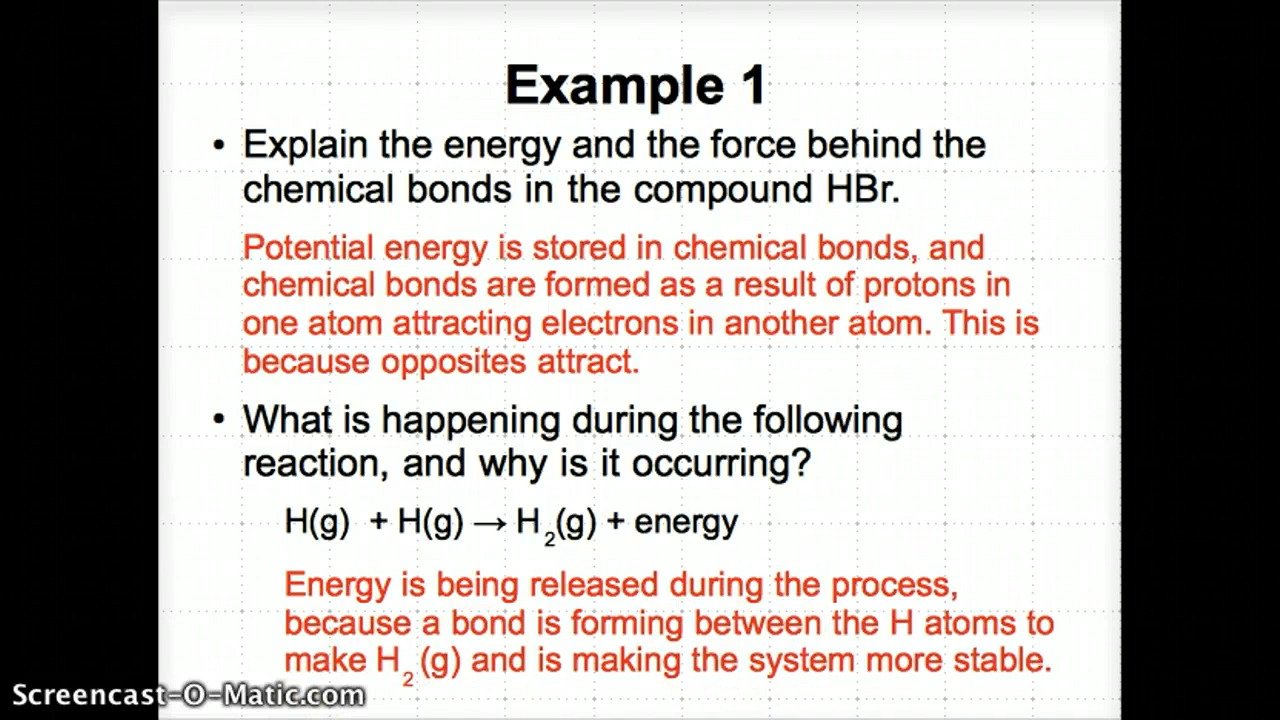 Example 1
• Explain the energy and the force behind the
chemical bonds in the compound HBr.
Potential energy is stored in chemical bonds, and
chemical bonds are formed as a result of protons in
one atom attracting electrons in another atom. This is
because opposites attract.
• What is happening during the following
reaction, and why is it occurring?
H(g) + H(g) → H₂(g) + energy
Energy is being released during the process,
because a bond is forming between the H atoms to
make H₂ (g) and is making the system more stable.
Screencast-O-Matic.com